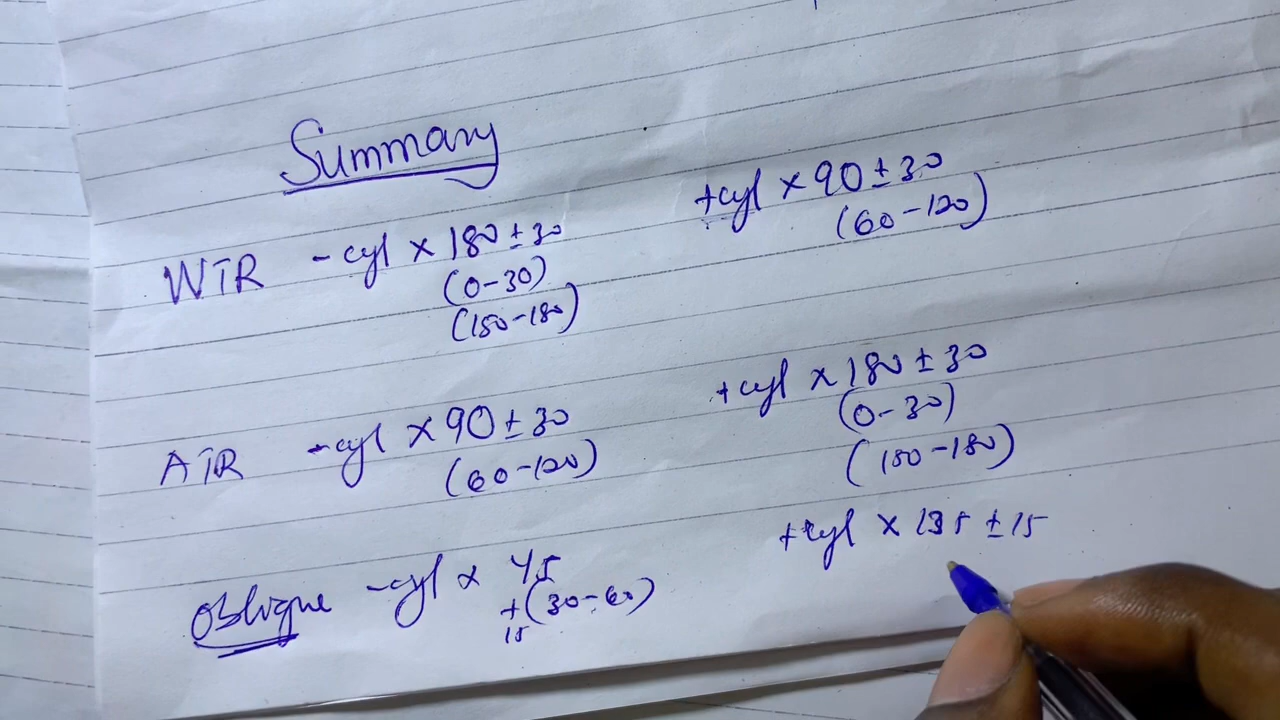 Summary
WTR -cyl × 180 ± 30
(0-30)
(150-180)
+cyl × 90 ± 30
(60-120)
ATR -cyl × 90 ± 30
(60-120)
+cyl × 180 ± 30
(0-30)
(150-180)
Oblique -cyl × 45
±(30-60)
15
+cyl × 135 ± 15